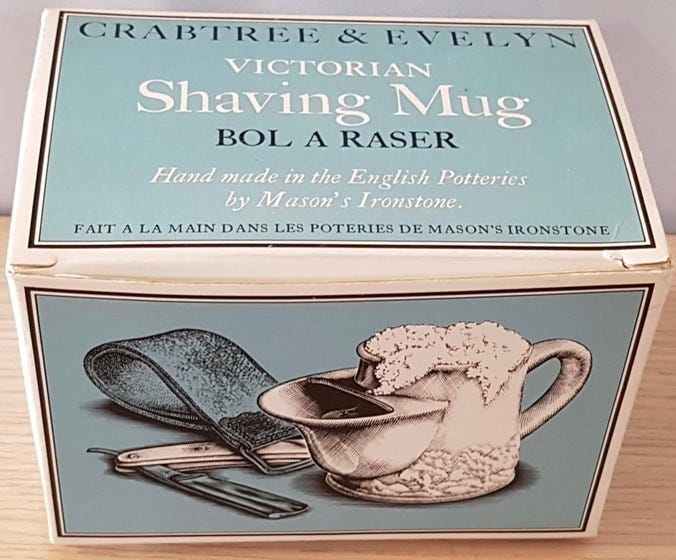 CRABTREE & EVELYN
VICTORIAN
Shaving Mug
BOL A RASER
Hand made in the English Potteries
by Mason's Ironstone.
FAIT A LA MAIN DANS LES POTERIES DE MASON'S IRONSTONE